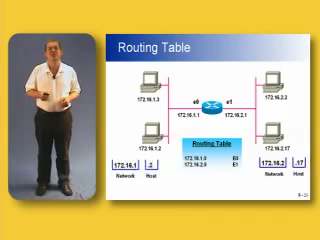 Routing Table
172.16.1.3
e0
e1
172.16.2.2
172.16.1.1
172.16.2.1
172.16.1.2
172.16.2.17
Routing Table
172.16.1.0 E0
172.16.2.0 E1
172.16.1 .2
Network Host
172.16.2 .17
Network Host